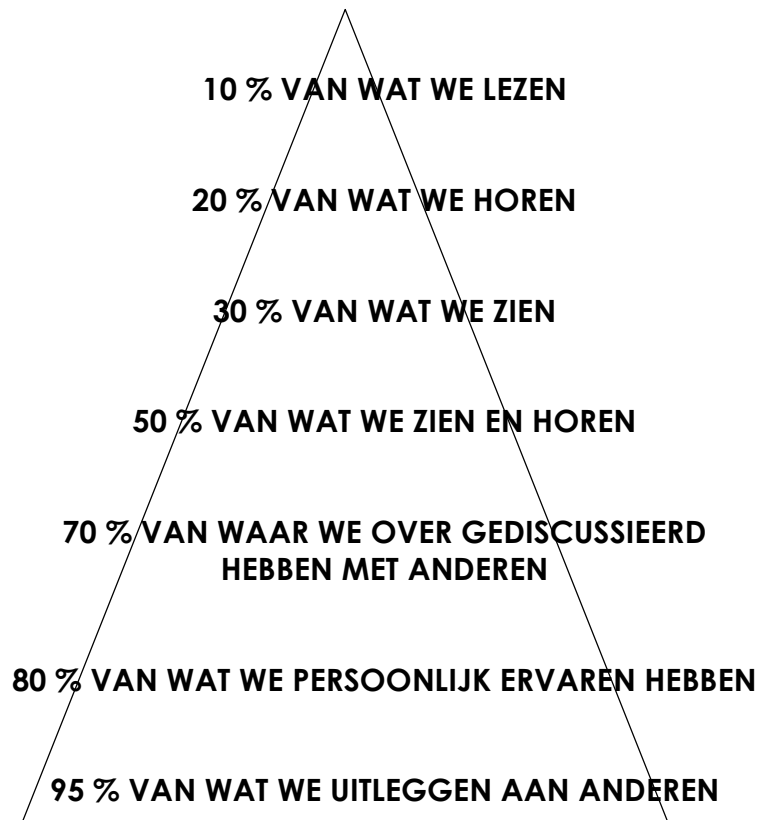 10 % VAN WAT WE LEZEN
20 % VAN WAT WE HOREN
30 % VAN WAT WE ZIEN
50 % VAN WAT WE ZIEN EN HOREN
70 % VAN WAAR WE OVER GEDISCUSSIEERD
HEBBEN MET ANDEREN
80 % VAN WAT WE PERSOONLIJK ERVAREN HEBBEN
95 % VAN WAT WE UITLEGGEN AAN ANDEREN